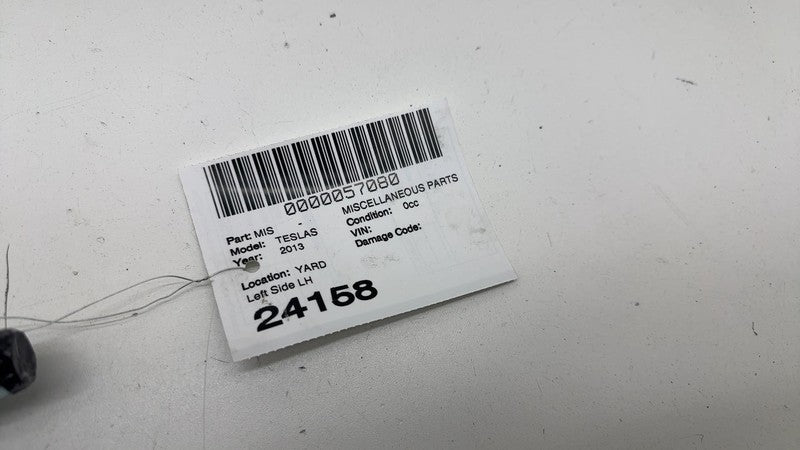 0000057080
Part: MIS - MISCELLANEOUS PARTS
Model: TESLAS Condition: 0cc
Year: 2013 VIN:
Damage Code:
Location: YARD
Left Side LH
24158